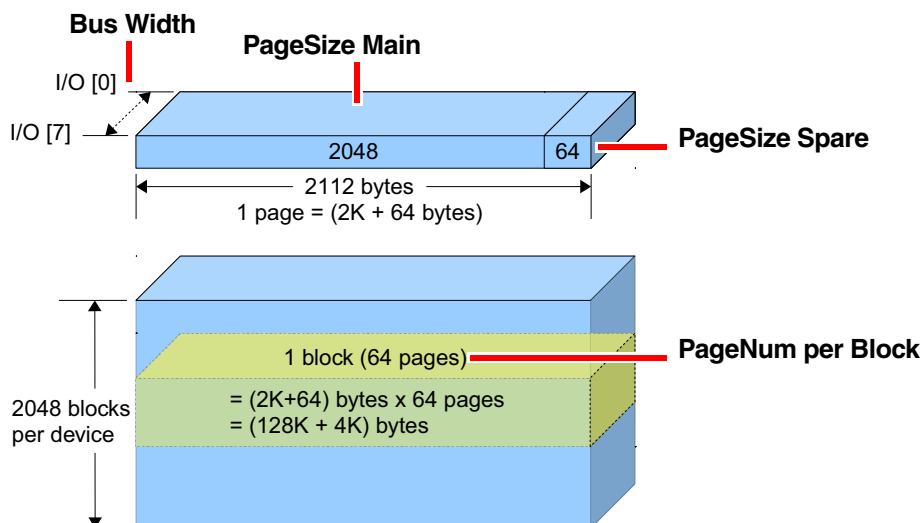 Bus Width
PageSize Main
I/O [0]
I/O [7]
2048
64
PageSize Spare
2112 bytes
1 page = (2K + 64 bytes)
1 block (64 pages)
PageNum per Block
= (2K+64) bytes x 64 pages
= (128K + 4K) bytes
2048 blocks
per device